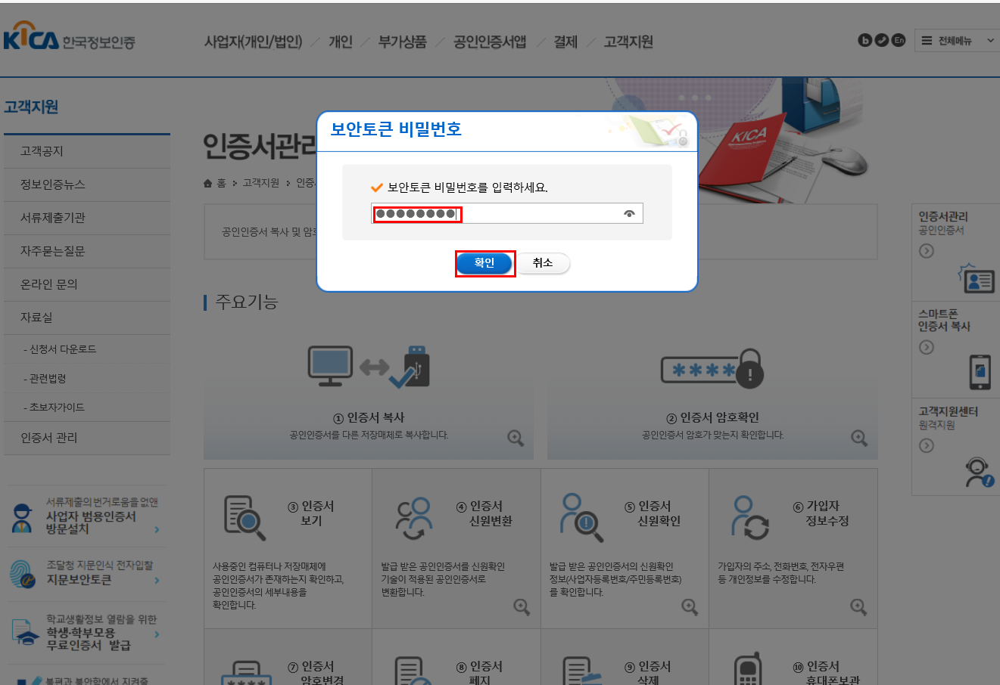 KICA 한국정보인증
사업자(개인/법인) / 개인 / 부가상품 / 공인인증서앱 / 결제 / 고객지원
b En 전체메뉴
고객지원
고객공지
정보인증뉴스
서류제출기관
자주묻는질문
온라인 문의
자료실
- 신청서 다운로드
- 관련법령
- 초보자가이드
인증서 관리
서류제출의 번거로움을 없앤
사업자 범용인증서
방문설치
조달청 지문인식 전자입찰
지문보안토큰
학교생활정보 열람을 위한
학생·학부모용
무료인증서 발급
불편과 불안함에서 지켜줄
인증서관리
홈 > 고객지원 > 인증
KICA
공인인증서 복사 및 암호
보안토큰 비밀번호
보안토큰 비밀번호를 입력하세요.
●●●●●●●●
확인 취소
주요기능
① 인증서 복사
공인인증서를 다른 저장매체로 복사합니다.
****
② 인증서 암호확인
공인인증서 암호가 맞는지 확인합니다.
③ 인증서
보기
사용중인 컴퓨터나 저장매체에
공인인증서가 존재하는지 확인하고,
공인인증서의 세부내용을
확인합니다.
④ 인증서
신원변환
발급 받은 공인인증서를 신원확인
기술이 적용된 공인인증서로
변환합니다.
⑤ 인증서
신원확인
발급 받은 공인인증서의 신원확인
정보(사업자등록번호/주민등록번호)
를 확인합니다.
⑥ 가입자
정보수정
가입자의 주소, 전화번호, 전자우편
등 개인정보를 수정합니다.
****
⑦ 인증서
암호변경
⑧ 인증서
폐지
⑨ 인증서
삭제
⑩ 인증서
휴대폰보관
인증서관리
공인인증서
스마트폰
인증서 복사
고객지원센터
원격지원